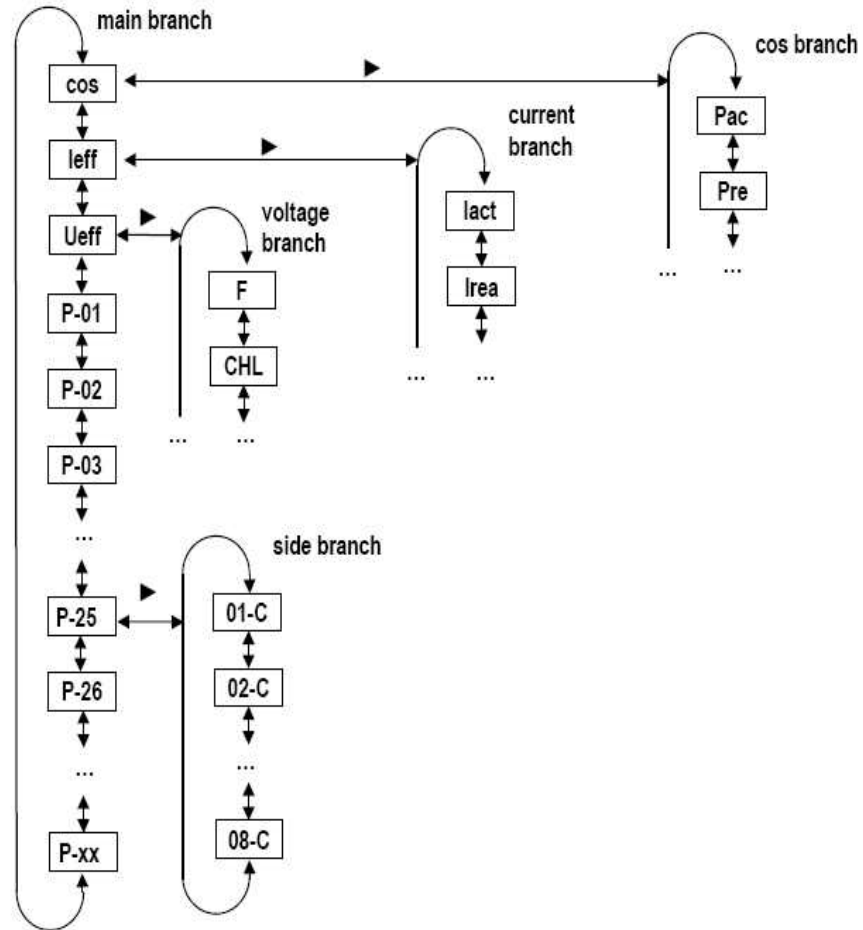 main branch
cos
Ieff
Ueff
P-01
P-02
P-03
...
P-25
P-26
...
P-xx
voltage
branch
F
CHL
...
...
side branch
01-C
02-C
...
08-C
current
branch
Iact
Irea
...
...
cos branch
Pac
Pre
...
...